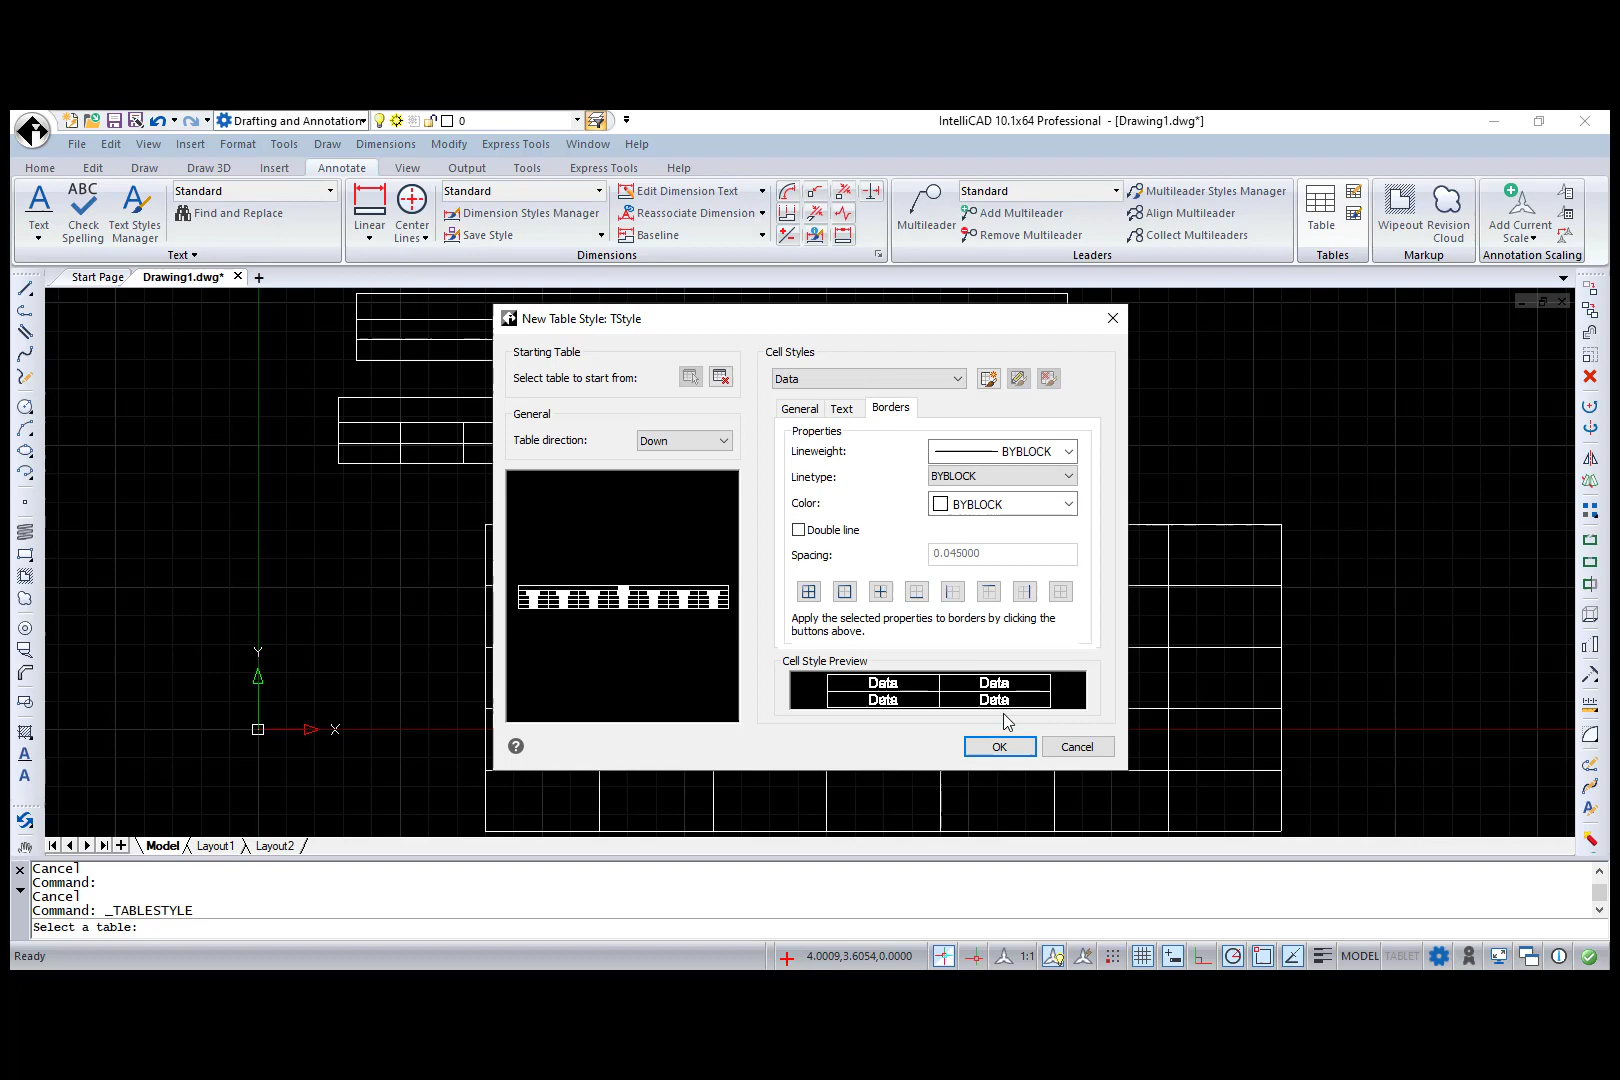 Drafting and Annotation
0
IntelliCAD 10.1x64 Professional - [Drawing1.dwg*]
File Edit View Insert Format Tools Draw Dimensions Modify Express Tools Window Help
Home Edit Draw Draw 3D Insert Annotate View Output Tools Express Tools Help
Text
ABC
Check
Spelling
Text Styles
Manager
Standard
Find and Replace
Text
Linear
Center
Lines
Standard
Dimension Styles Manager
Save Style
Edit Dimension Text
Reassociate Dimension
Baseline
Dimensions
Multileader
Standard
Add Multileader
Remove Multileader
Multileader Styles Manager
Align Multileader
Collect Multileaders
Leaders
Table
Tables
Wipeout
Revision
Cloud
Markup
Add Current
Scale
Annotation Scaling
Start Page
Drawing1.dwg*
New Table Style: TStyle
Starting Table
Select table to start from:
General
Table direction:
Down
Cell Styles
Data
General Text Borders
Properties
Lineweight:
BYBLOCK
Linetype:
BYBLOCK
Color:
BYBLOCK
Double line
Spacing:
0.045000
Apply the selected properties to borders by clicking the
buttons above.
Cell Style Preview
Data Data
Data Data
OK
Cancel
Y
X
Model Layout1 Layout2
Cancel
Command:
Cancel
Command: _TABLESTYLE
Select a table:
Ready
4.0009,3.6054,0.0000
1:1
MODEL
TABLET